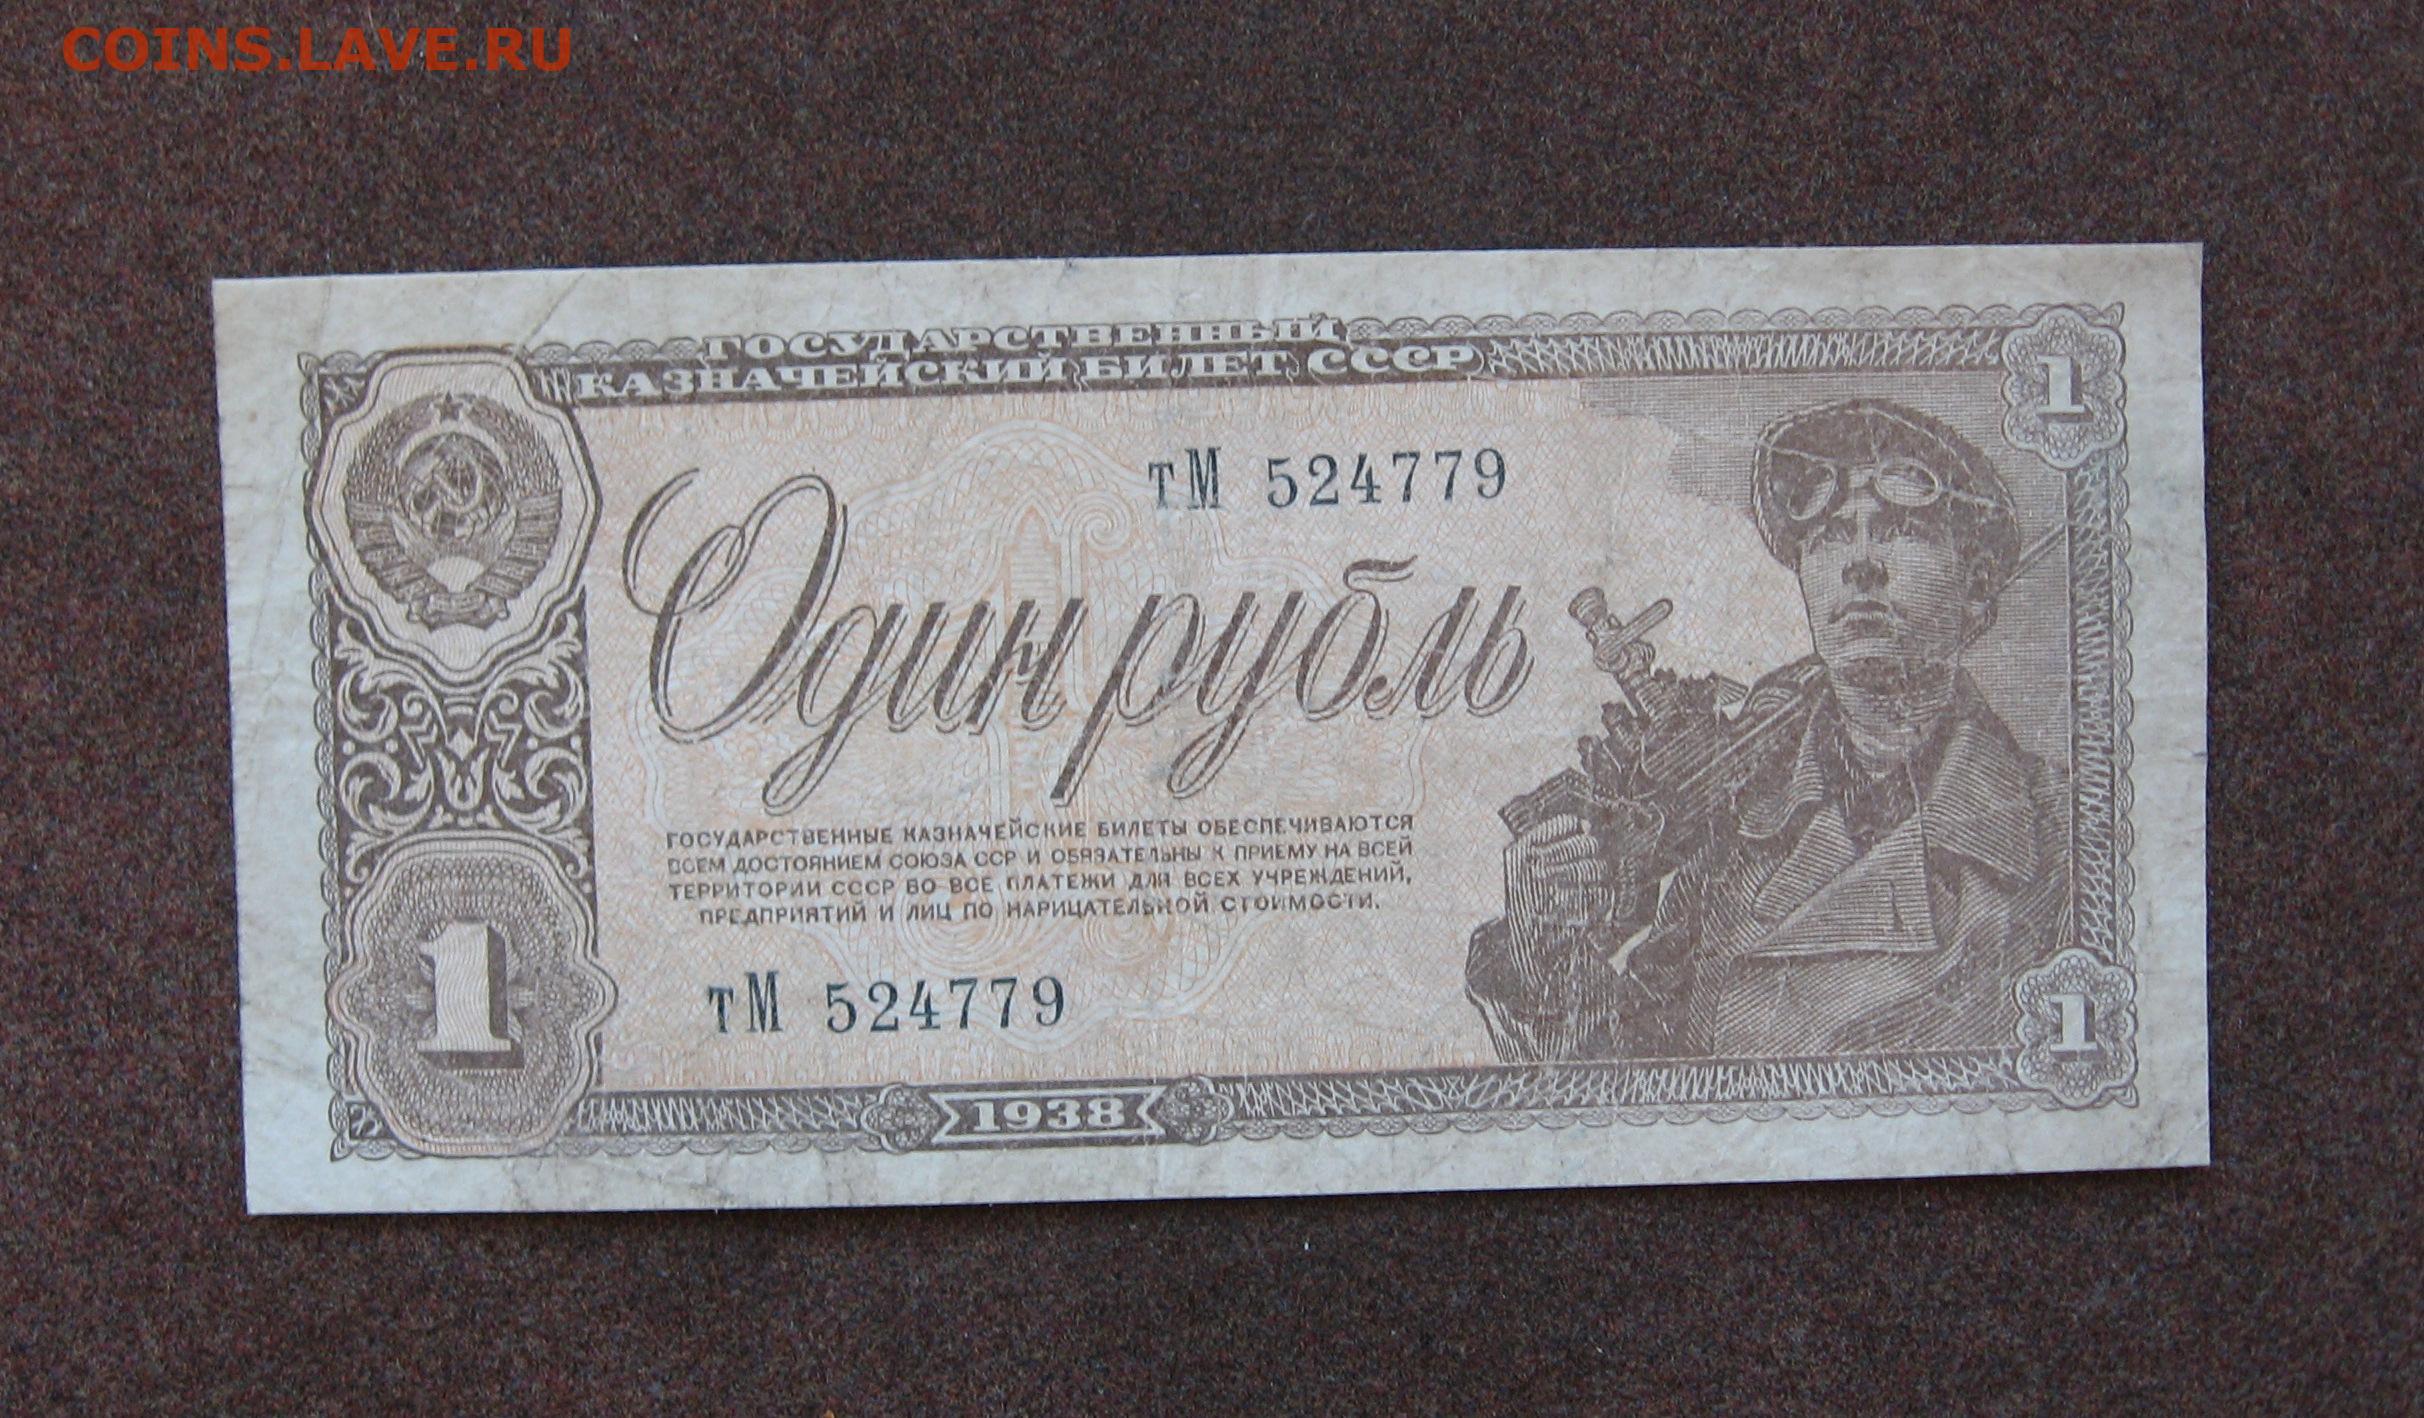 COINS.LAVE.RU
ГОСУДАРСТВЕННЫЙ
КАЗНАЧЕЙСКИЙ БИЛЕТ СССР
1
тМ 524779
Один рубль
ГОСУДАРСТВЕННЫЕ КАЗНАЧЕЙСКИЕ БИЛЕТЫ ОБЕСПЕЧИВАЮТСЯ
ВСЕМ ДОСТОЯНИЕМ СОЮЗА ССР И ОБЯЗАТЕЛЬНЫ К ПРИЕМУ НА ВСЕЙ
ТЕРРИТОРИИ СССР ВО ВСЕ ПЛАТЕЖИ ДЛЯ ВСЕХ УЧРЕЖДЕНИЙ,
ПРЕДПРИЯТИЙ И ЛИЦ ПО НАРИЦАТЕЛЬНОЙ СТОИМОСТИ.
1
тМ 524779
1
1938